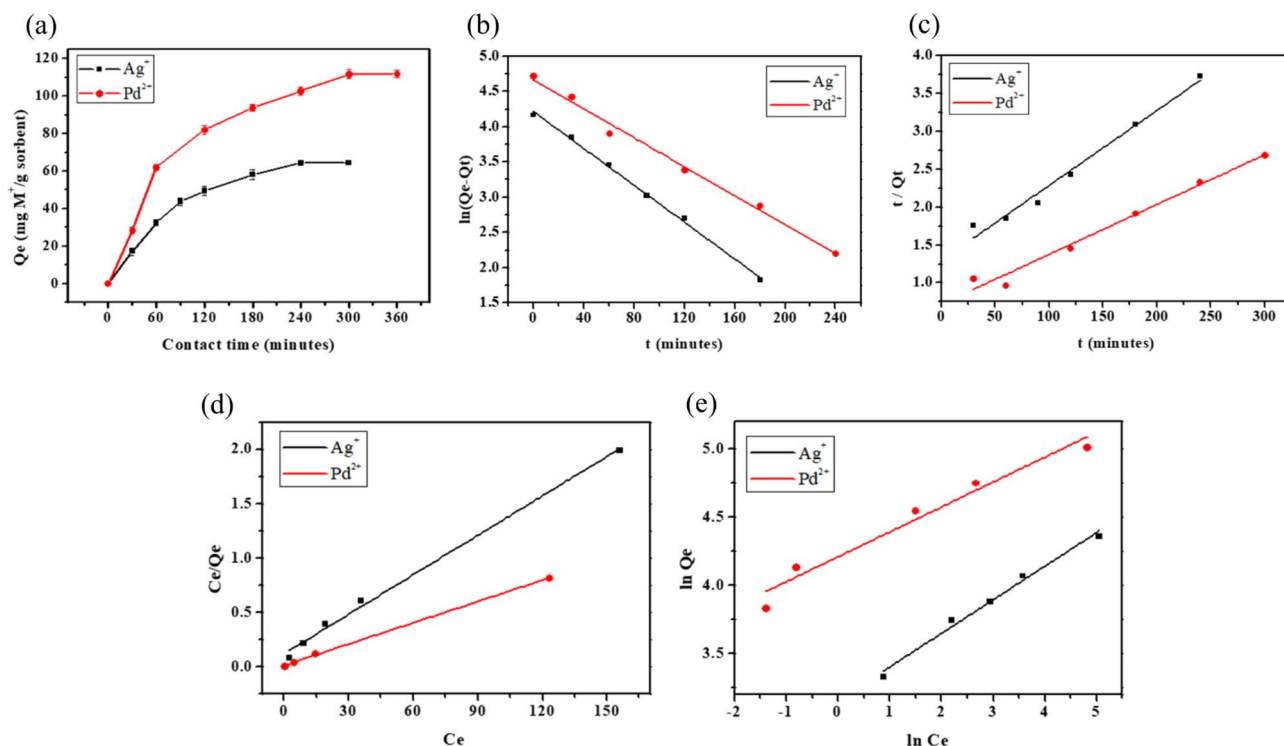 (a)
Ag⁺
Pd²⁺
Qe (mg M⁺/g sorbent)
120
100
80
60
40
20
0
0 60 120 180 240 300 360
Contact time (minutes)
(b)
Ag⁺
Pd²⁺
ln(Qe-Qt)
5.0
4.5
4.0
3.5
3.0
2.5
2.0
1.5
0 40 80 120 160 200 240
t (minutes)
(c)
Ag⁺
Pd²⁺
t / Qt
4.0
3.5
3.0
2.5
2.0
1.5
1.0
0 50 100 150 200 250 300
t (minutes)
(d)
Ag⁺
Pd²⁺
Ce/Qe
2.0
1.5
1.0
0.5
0.0
0 30 60 90 120 150
Ce
(e)
Ag⁺
Pd²⁺
ln Qe
5.0
4.5
4.0
3.5
-2 -1 0 1 2 3 4 5
ln Ce